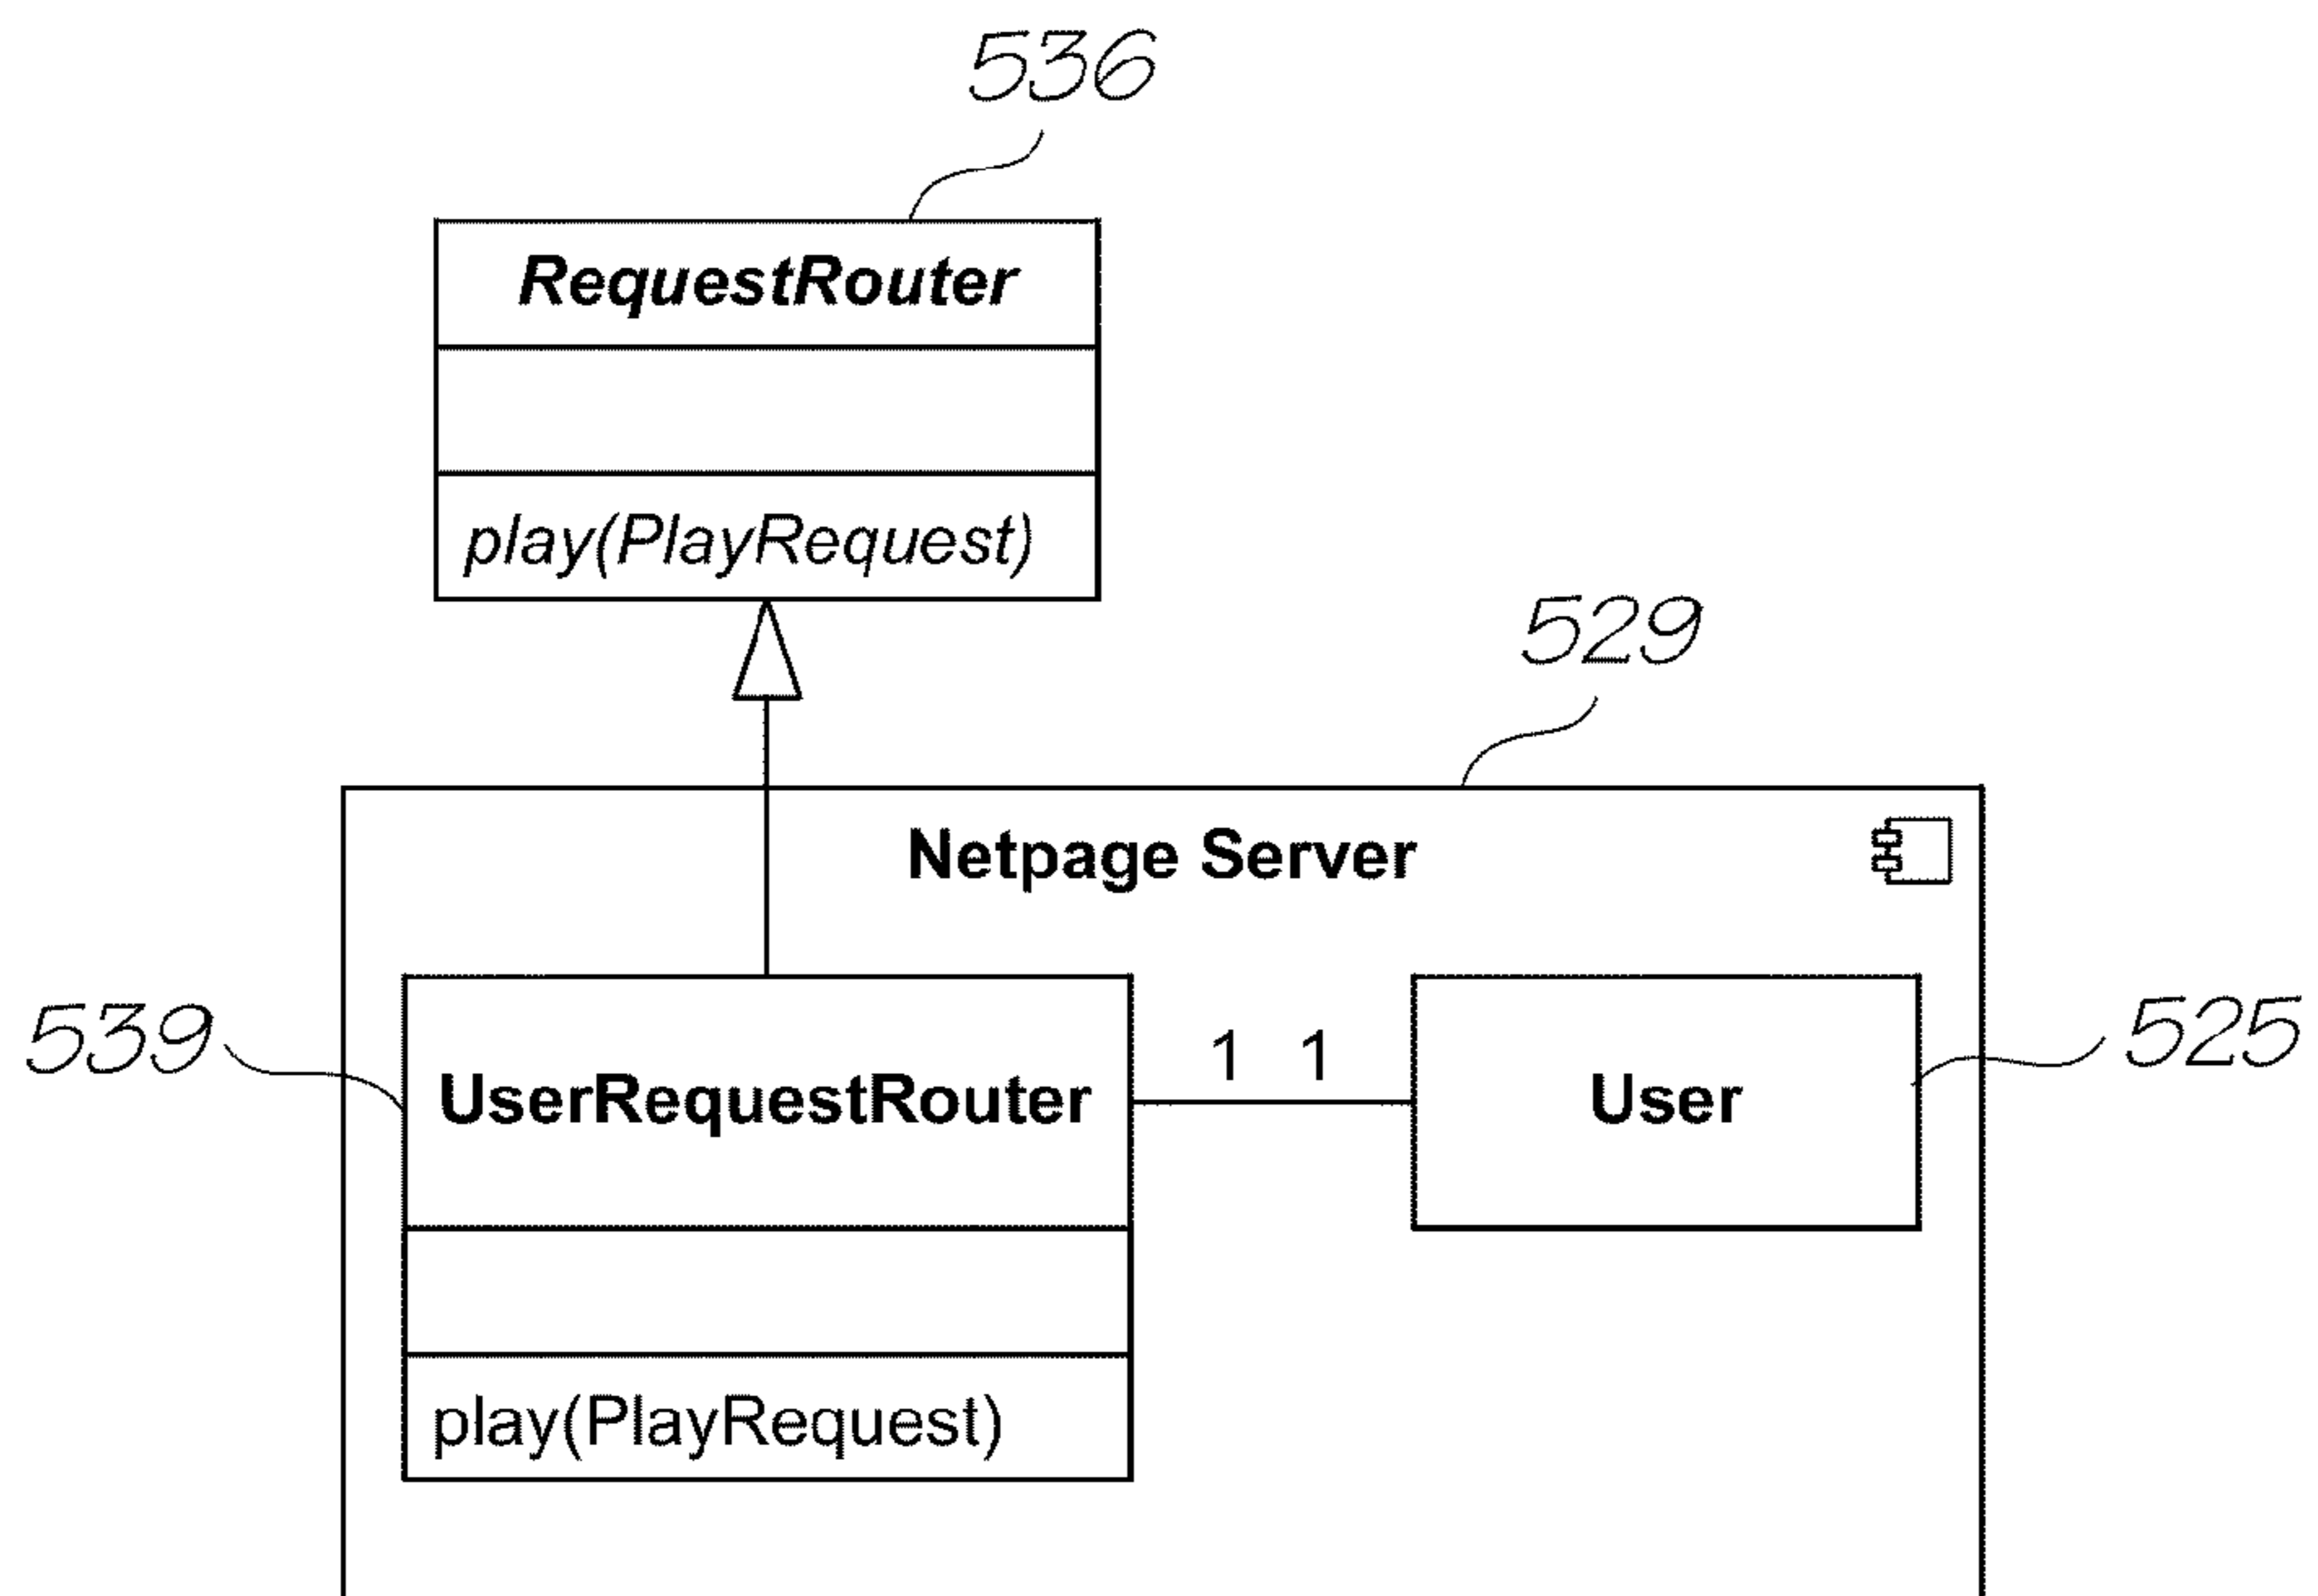 536
RequestRouter
play(PlayRequest)
529
Netpage Server
539
UserRequestRouter
1 1
User
525
play(PlayRequest)